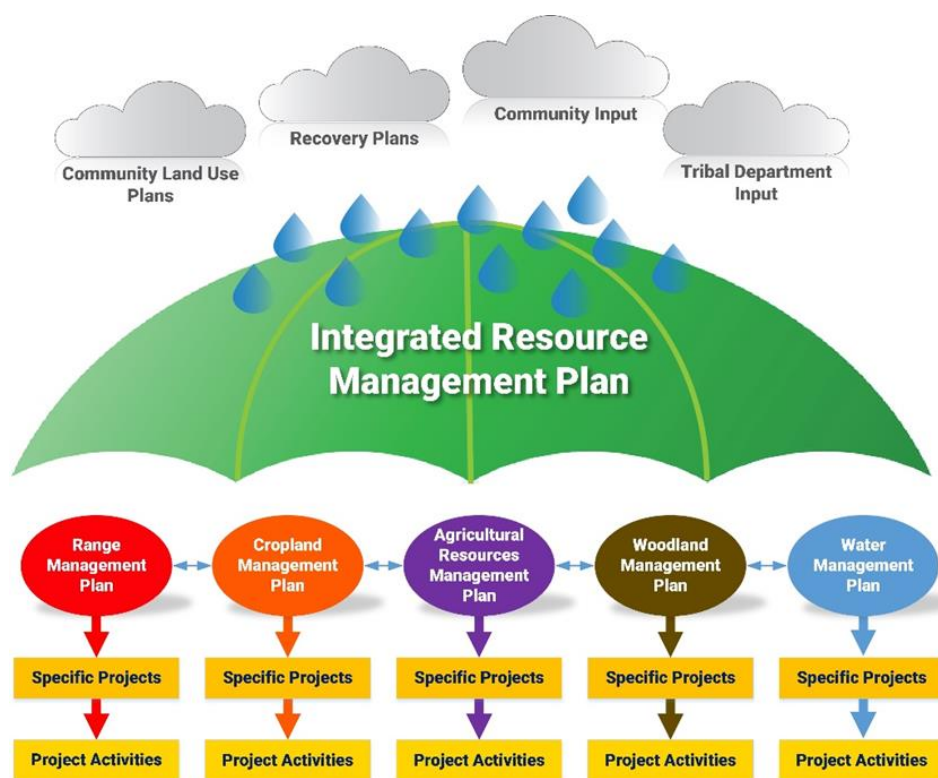 Community Land Use
Plans
Recovery Plans
Community Input
Tribal Department
Input
Integrated Resource
Management Plan
Range
Management
Plan
Cropland
Management
Plan
Agricultural
Resources
Management
Plan
Woodland
Management
Plan
Water
Management
Plan
Specific Projects
Specific Projects
Specific Projects
Specific Projects
Specific Projects
Project Activities
Project Activities
Project Activities
Project Activities
Project Activities